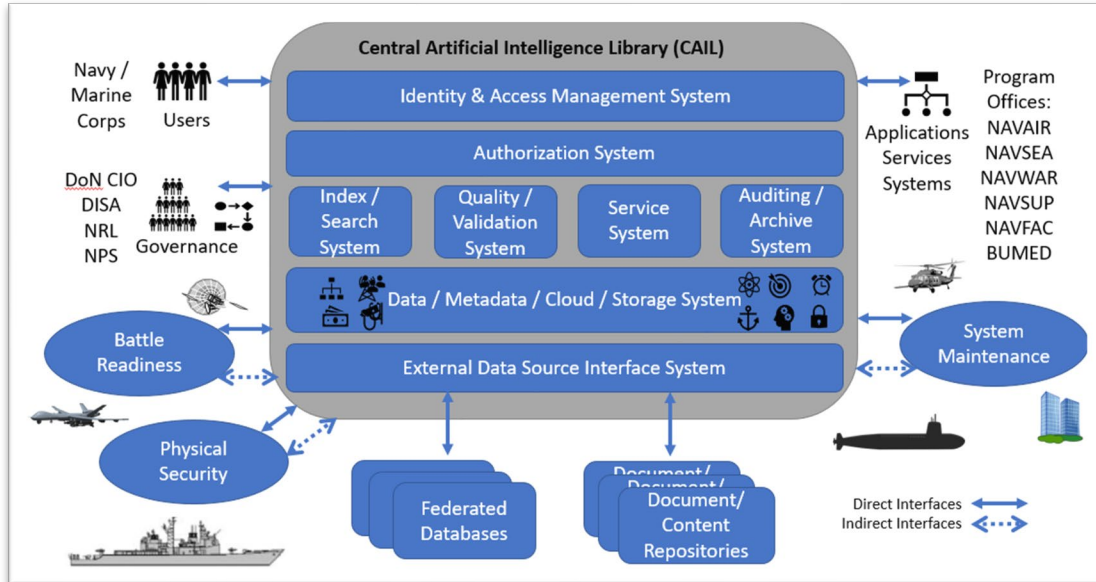 Central Artificial Intelligence Library (CAIL)
Navy /
Marine
Corps
Users
Identity & Access Management System
Applications
Services
Systems
Program
Offices:
NAVAIR
NAVSEA
NAVWAR
NAVSUP
NAVFAC
BUMED
Authorization System
DoN CIO
DISA
NRL
NPS
Governance
Index /
Search
System
Quality /
Validation
System
Service
System
Auditing /
Archive
System
Data / Metadata / Cloud / Storage System
Battle
Readiness
System
Maintenance
External Data Source Interface System
Physical
Security
Federated
Databases
Document/
Document/
Document/
Content
Repositories
Direct Interfaces
Indirect Interfaces